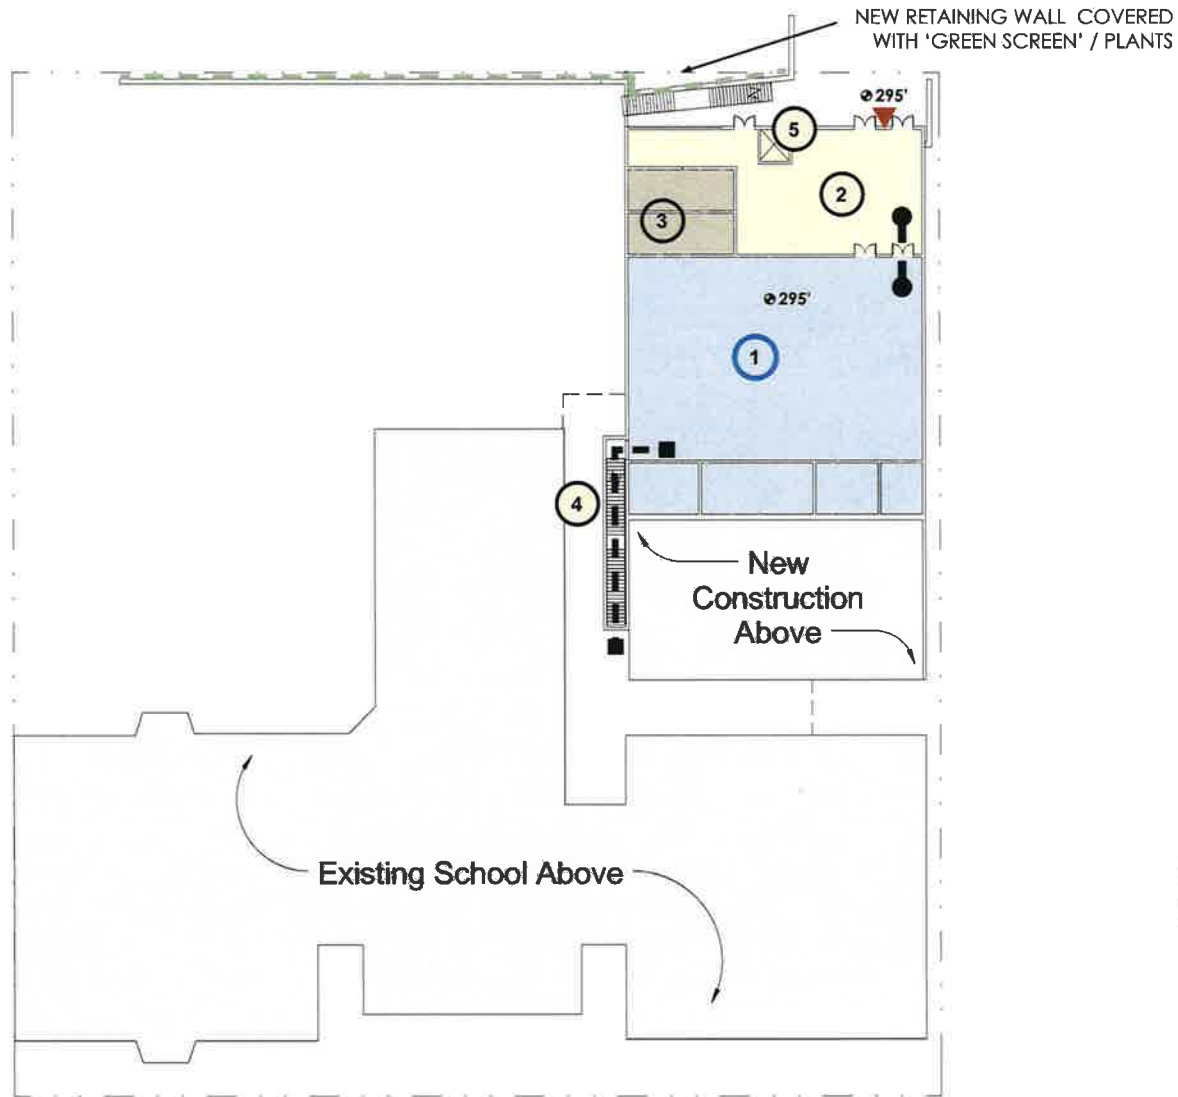 NEW RETAINING WALL COVERED
WITH 'GREEN SCREEN' / PLANTS
295'
5
2
3
295'
1
4
New
Construction
Above
Existing School Above